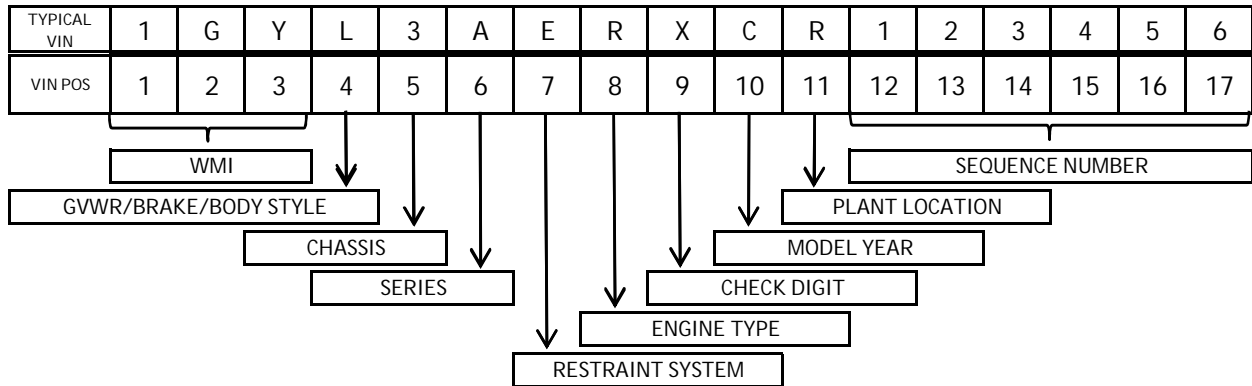 TYPICAL VIN 1 G Y L 3 A E R X C R 1 2 3 4 5 6
VIN POS 1 2 3 4 5 6 7 8 9 10 11 12 13 14 15 16 17
WMI SEQUENCE NUMBER
GVWR/BRAKE/BODY STYLE PLANT LOCATION
CHASSIS MODEL YEAR
SERIES CHECK DIGIT
ENGINE TYPE
RESTRAINT SYSTEM